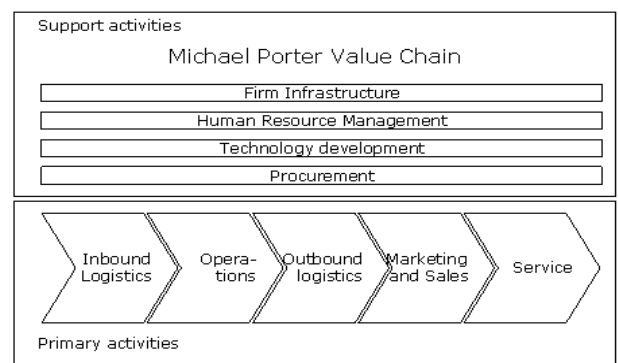 Support activities
Michael Porter Value Chain
Firm Infrastructure
Human Resource Management
Technology development
Procurement
Inbound
Logistics
Opera-
tions
Outbound
logistics
Marketing
and Sales
Service
Primary activities